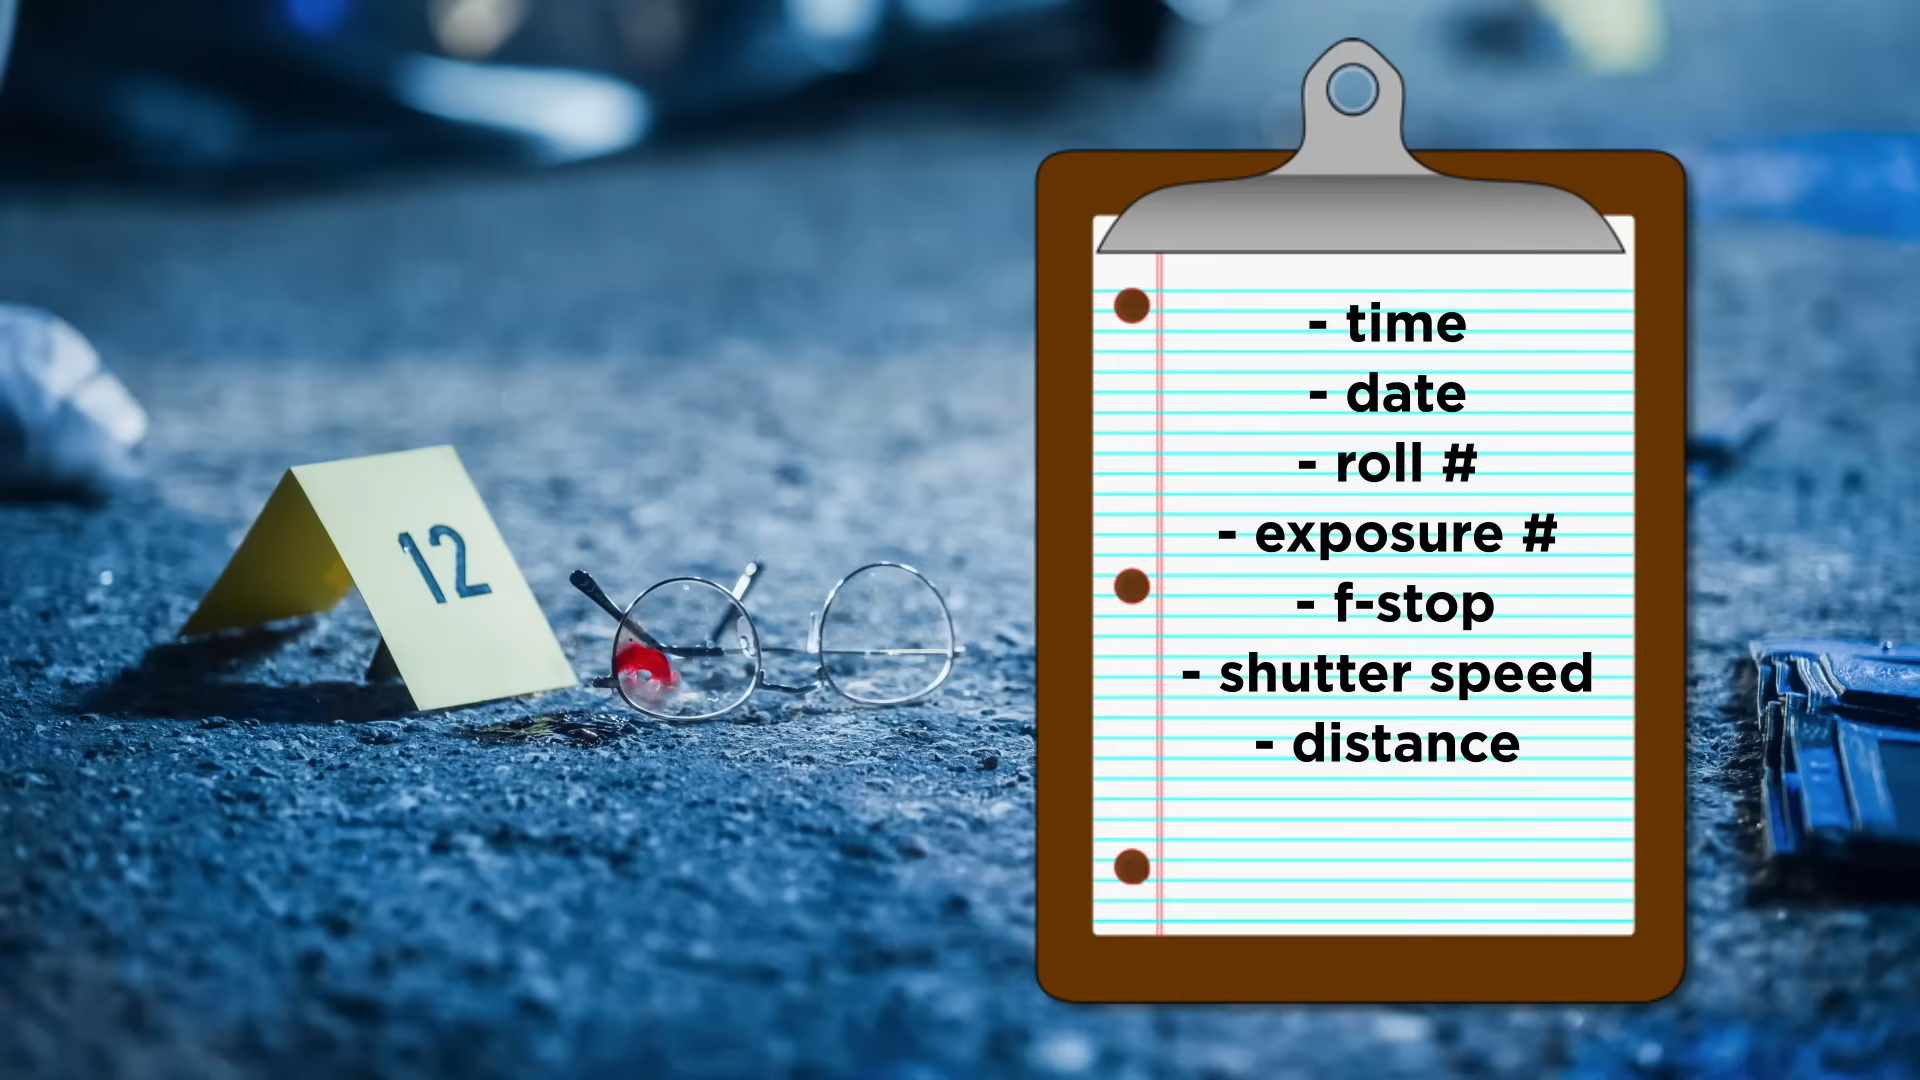 12
- time
- date
- roll #
- exposure #
- f-stop
- shutter speed
- distance